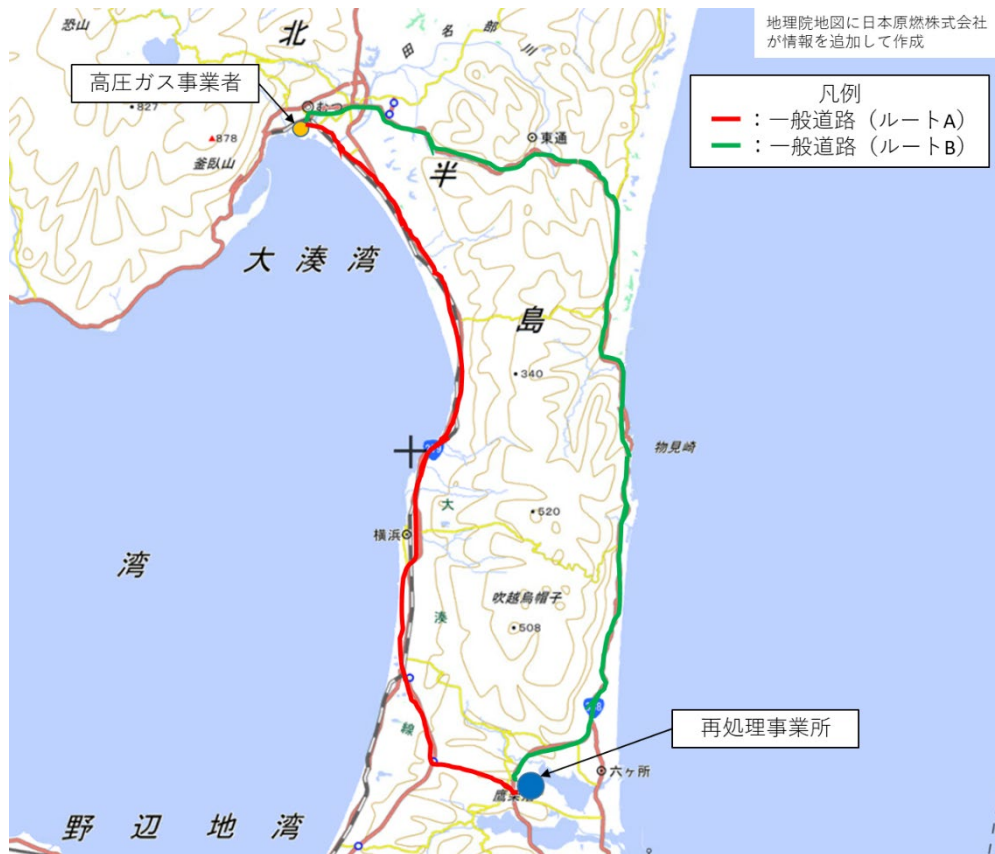 地理院地図に日本原燃株式会社
が情報を追加して作成
恐山
北
田名部川
高圧ガス事業者
凡例
:一般道路（ルートA）
:一般道路（ルートB）
むつ
・827
878
釜臥山
東通
半
大湊湾
島
・340
物見崎
大
・520
横浜
湾
吹越烏帽子
湊
・508
線
再処理事業所
六ヶ所
野辺地湾